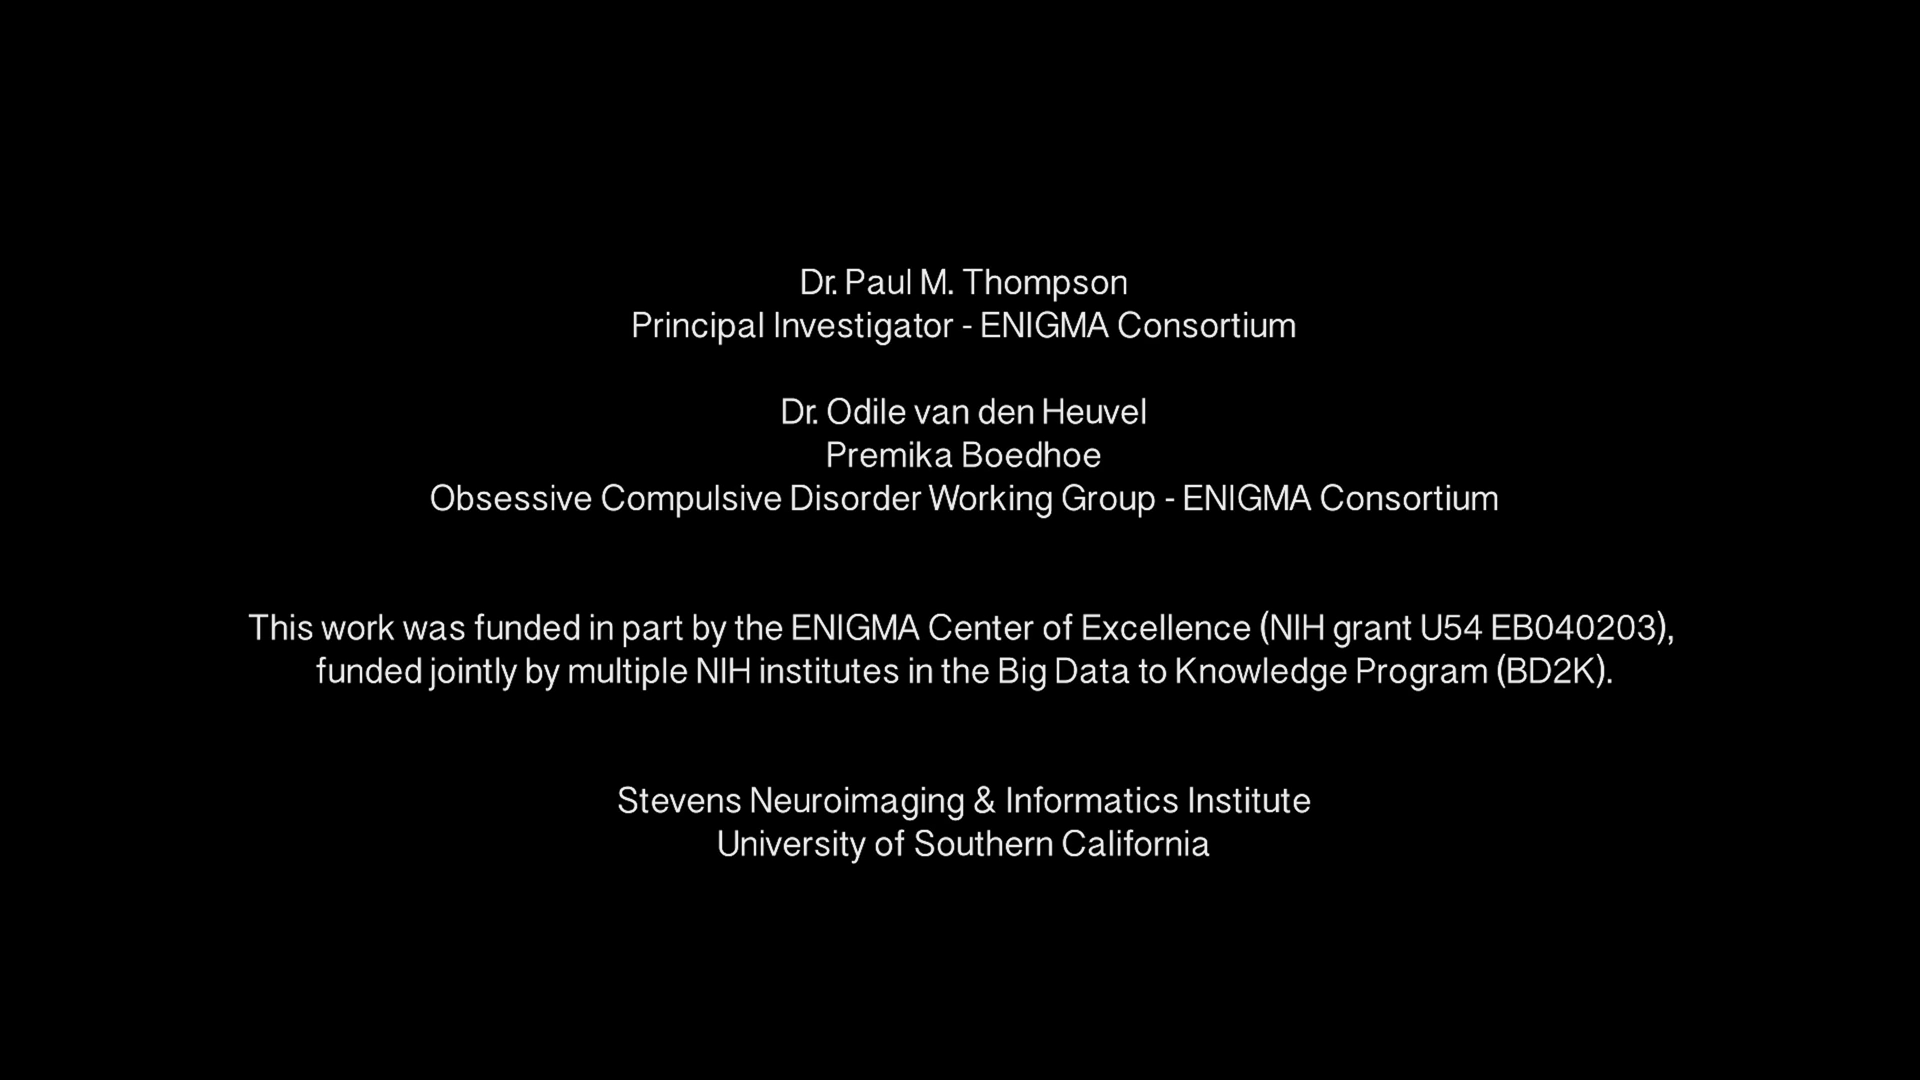 Dr. Paul M. Thompson
Principal Investigator - ENIGMA Consortium
Dr. Odile van den Heuvel
Premika Boedhoe
Obsessive Compulsive Disorder Working Group - ENIGMA Consortium
This work was funded in part by the ENIGMA Center of Excellence (NIH grant U54 EB040203),
funded jointly by multiple NIH institutes in the Big Data to Knowledge Program (BD2K).
Stevens Neuroimaging & Informatics Institute
University of Southern California